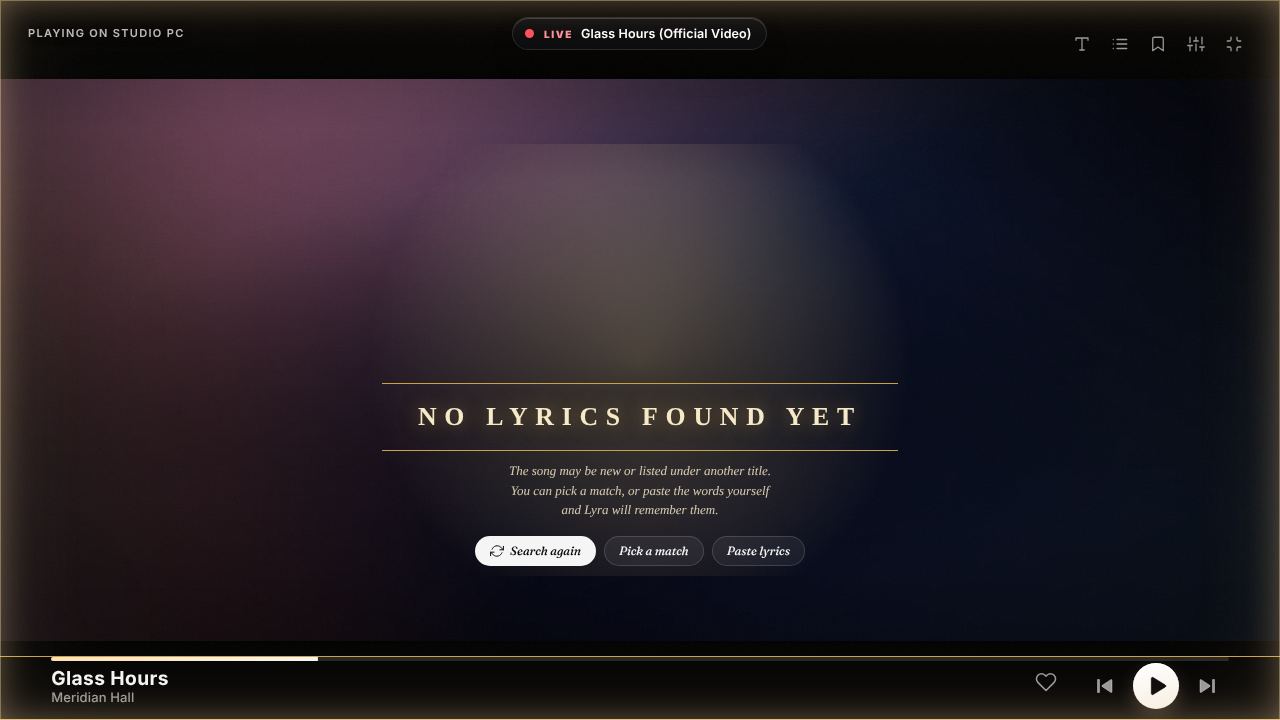 PLAYING ON STUDIO PC
LIVE Glass Hours (Official Video)
NO LYRICS FOUND YET
The song may be new or listed under another title.
You can pick a match, or paste the words yourself
and Lyra will remember them.
Search again
Pick a match
Paste lyrics
Glass Hours
Meridian Hall